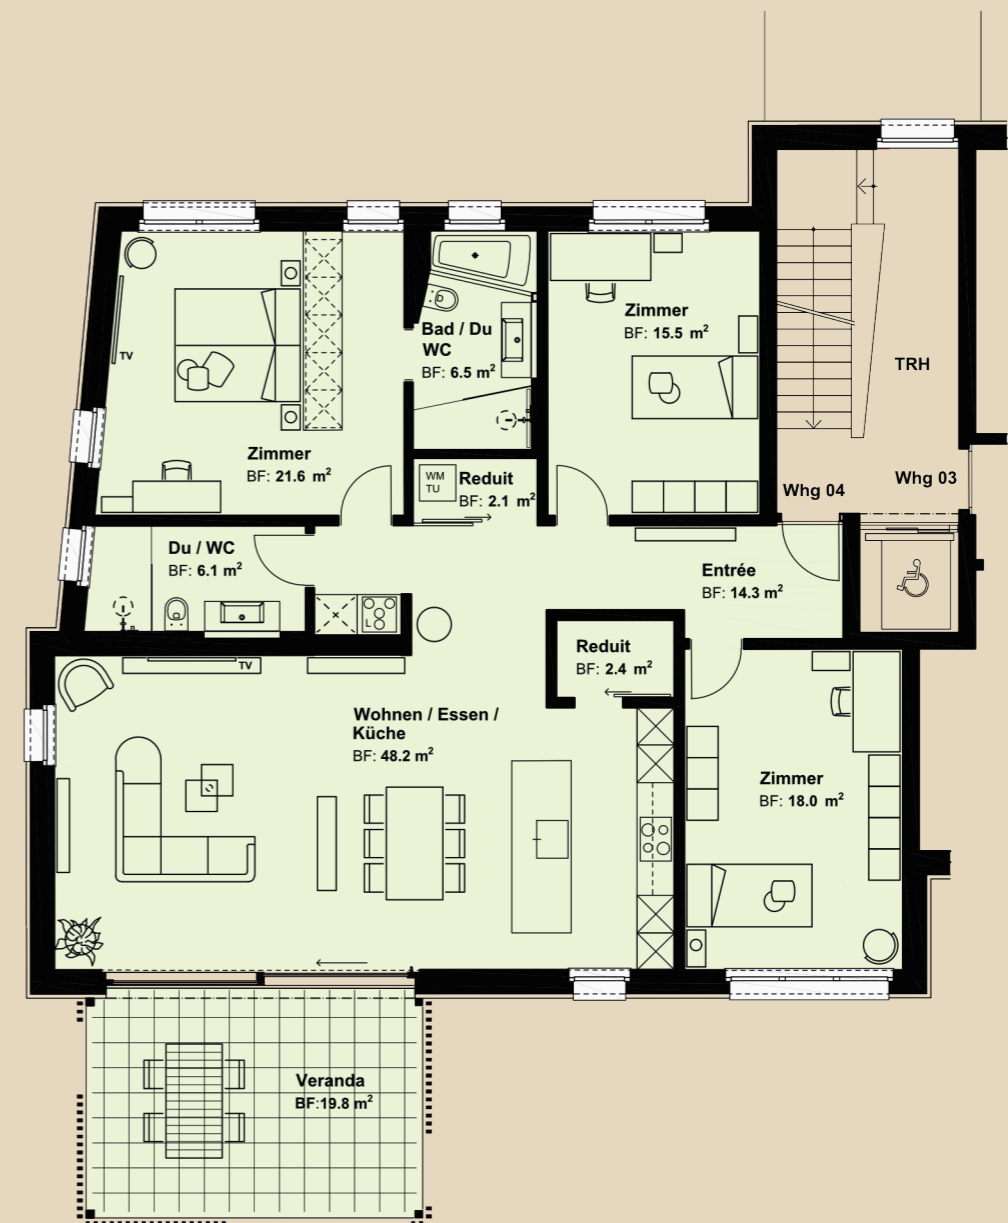 TV
Zimmer
BF: 21.6 m²
Bad / Du
WC
BF: 6.5 m²
Zimmer
BF: 15.5 m²
TRH
WM
TU
Reduit
BF: 2.1 m²
Whg 04
Whg 03
Du / WC
BF: 6.1 m²
L
Entrée
BF: 14.3 m²
TV
Reduit
BF: 2.4 m²
Wohnen / Essen /
Küche
BF: 48.2 m²
Zimmer
BF: 18.0 m²
Veranda
BF:19.8 m²